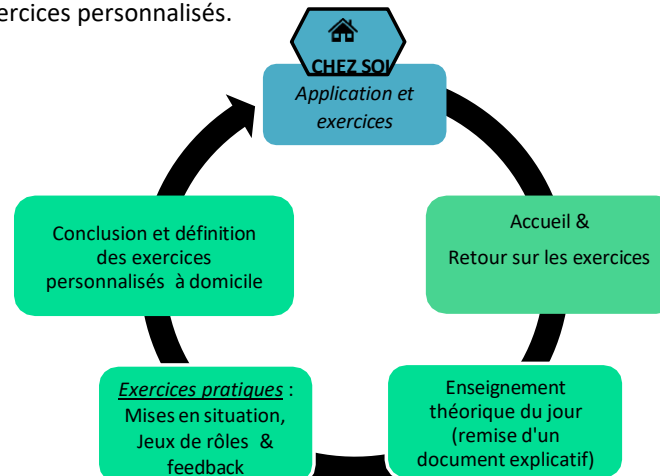 ercices personnalisés.
CHEZ SOI
Application et
exercices
Accueil &
Retour sur les exercices
Enseignement
théorique du jour
(remise d'un
document explicatif)
Exercices pratiques :
Mises en situation,
Jeux de rôles &
feedback
Conclusion et définition
des exercices
personnalisés à domicile